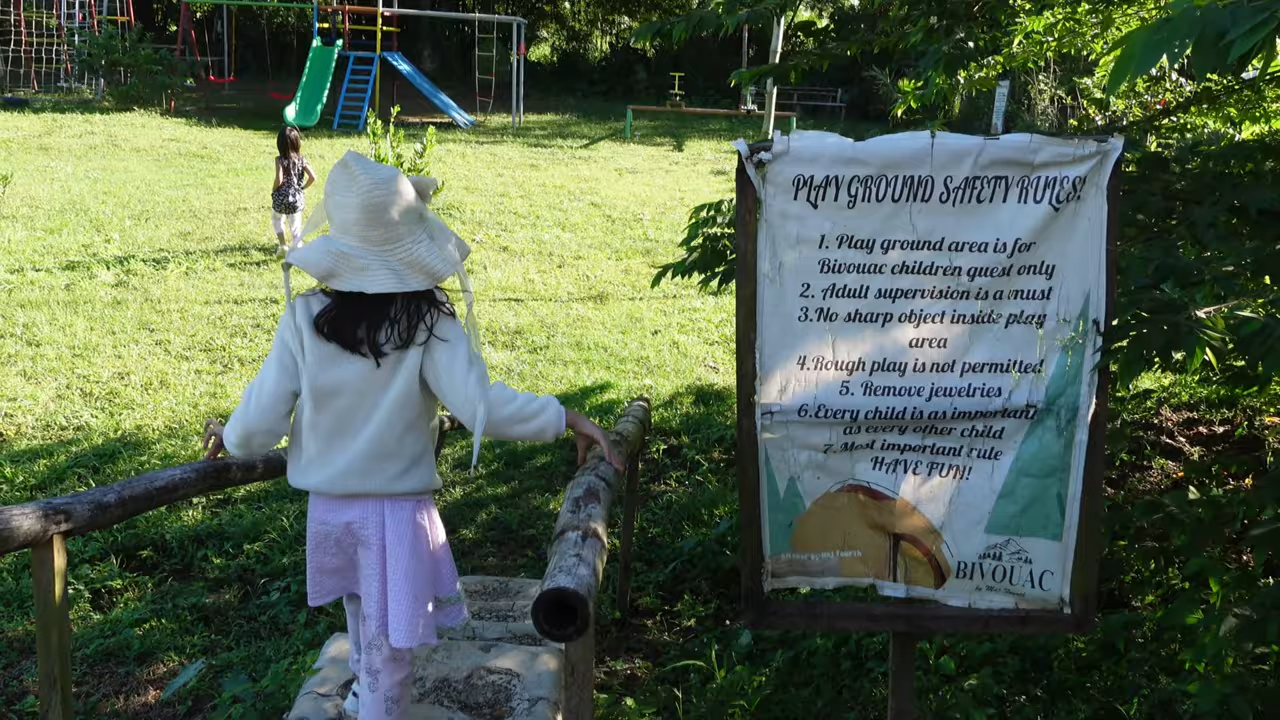 PLAY GROUND SAFETY RULES!
1. Play ground area is for
Bivouac children guest only
2. Adult supervision is a must
3.No sharp object inside play
area
4.Rough play is not permitted
5. Remove jewelries
6.Every child is as important
as every other child
7.Most important rule
HAVE FUN!
BIVOUAC